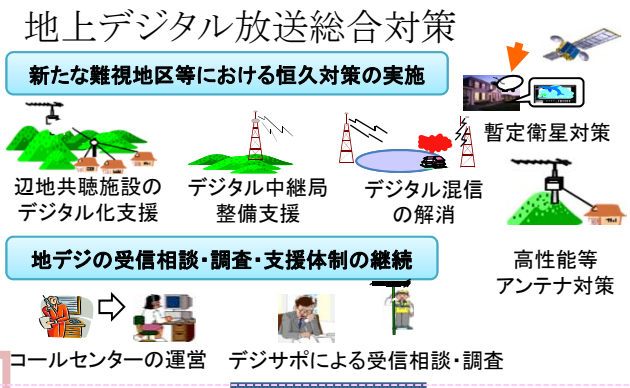 地上デジタル放送総合対策
新たな難視地区等における恒久対策の実施
暫定衛星対策
辺地共聴施設の
デジタル化支援
デジタル中継局
整備支援
デジタル混信
の解消
高性能等
アンテナ対策
地デジの受信相談・調査・支援体制の継続
コールセンターの運営
デジサポによる受信相談・調査